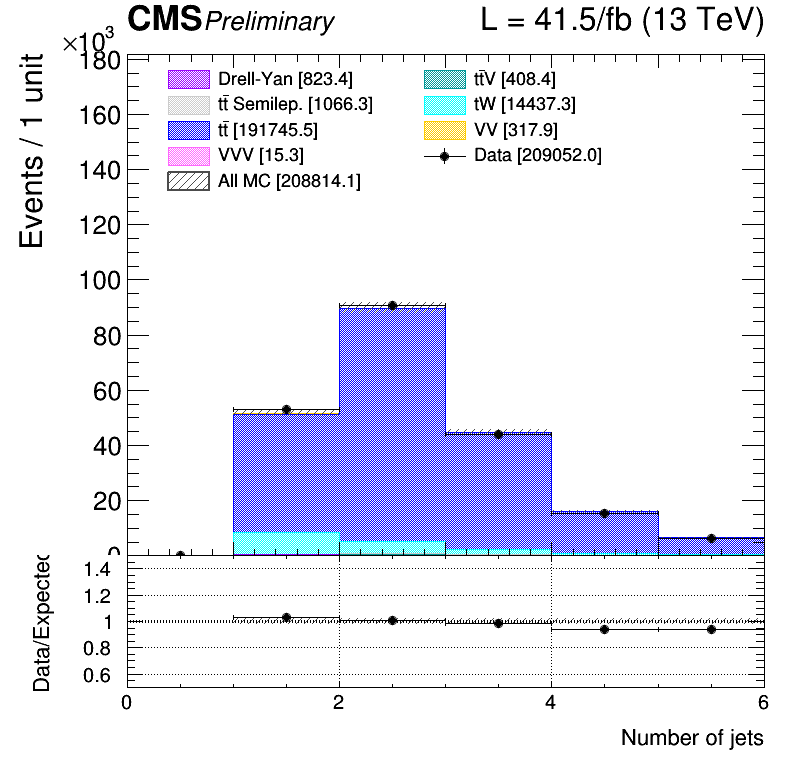 CMS Preliminary L = 41.5/fb (13 TeV)
×10³
Events / 1 unit
180
160
140
120
100
80
60
40
20
0
Drell-Yan [823.4]
tt̄ Semilep. [1066.3]
tt̄ [191745.5]
VVV [15.3]
All MC [208814.1]
tt̄V [408.4]
tW [14437.3]
VV [317.9]
Data [209052.0]
Data/Expected
1.4
1.2
1
0.8
0.6
0 2 4 6
Number of jets